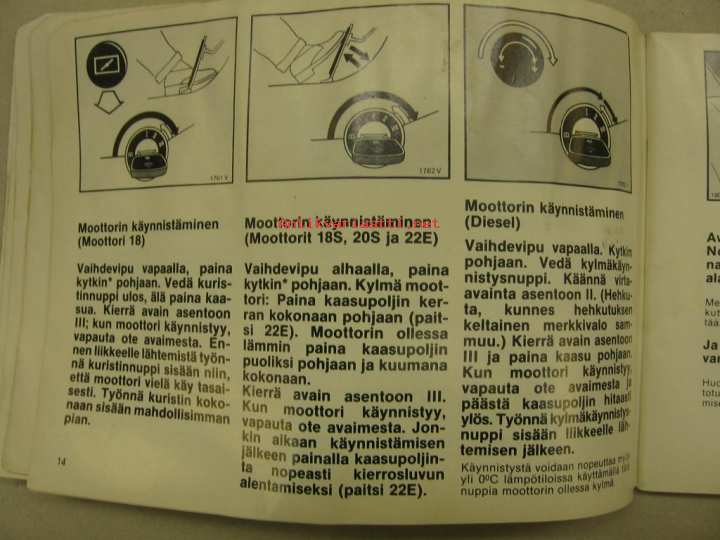 1761 V
Moottorin käynnistäminen
(Moottori 18)
Vaihdevipu vapaalla, paina
kytkin* pohjaan. Vedä kuris-
tinnuppi ulos, älä paina kaa-
sua. Kierrä avain asentoon
III; kun moottori käynnistyy,
vapauta ote avaimesta. En-
nen liikkeelle lähtemistä työn-
nä kuristinnuppi sisään niin,
että moottori vielä käy tasai-
sesti. Työnnä kuristin koko-
naan sisään mahdollisimman
pian.
14
1762 V
Moottorin käynnistäminen
(Moottorit 18S, 20S ja 22E)
Vaihdevipu alhaalla, paina
kytkin* pohjaan. Kylmä moot-
tori: Paina kaasupoljin ker-
ran kokonaan pohjaan (pait-
si 22E). Moottorin ollessa
lämmin paina kaasupoljin
puoliksi pohjaan ja kuumana
kokonaan.
Kierrä avain asentoon III.
Kun moottori käynnistyy,
vapauta ote avaimesta. Jon-
kin aikaan käynnistämisen
jälkeen painalla kaasupoljin-
ta nopeasti kierrosluvun
alentamiseksi (paitsi 22E).
Moottorin käynnistäminen
(Diesel)
Vaihdevipu vapaalla. Kytkin
pohjaan. Vedä kylmäkäyn-
nistysnuppi. Käännä virta-
avainta asentoon II. (Hehku-
ta, kunnes hehkutuksen
keltainen merkkivalo sam-
muu.) Kierrä avain asentoon
III ja paina kaasu pohjaan.
Kun moottori käynnistyy,
vapauta ote avaimesta ja
päästä kaasupoljin hitaasti
ylös. Työnnä kylmäkäynnistys-
nuppi sisään liikkeelle läh-
temisen jälkeen.
Käynnistystä voidaan nopeuttaa myös
yli 0ºC lämpötiloissa käyttämällä tätä
nuppia moottorin ollessa kylmä.